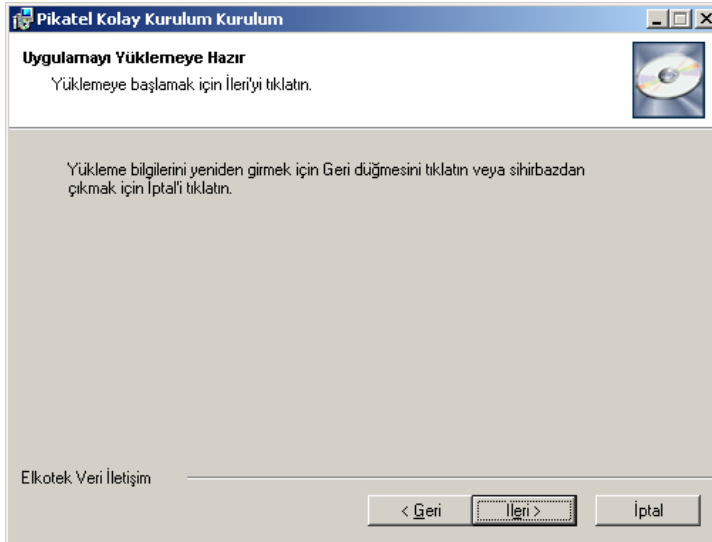 Pikatel Kolay Kurulum Kurulum
Uygulamayı Yüklemeye Hazır
Yüklemeye başlamak için İleri'yi tıklatın.
Yükleme bilgilerini yeniden girmek için Geri düğmesini tıklatın veya sihirbazdan
çıkmak için İptal'i tıklatın.
Elkotek Veri İletişim
< Geri
İleri >
İptal